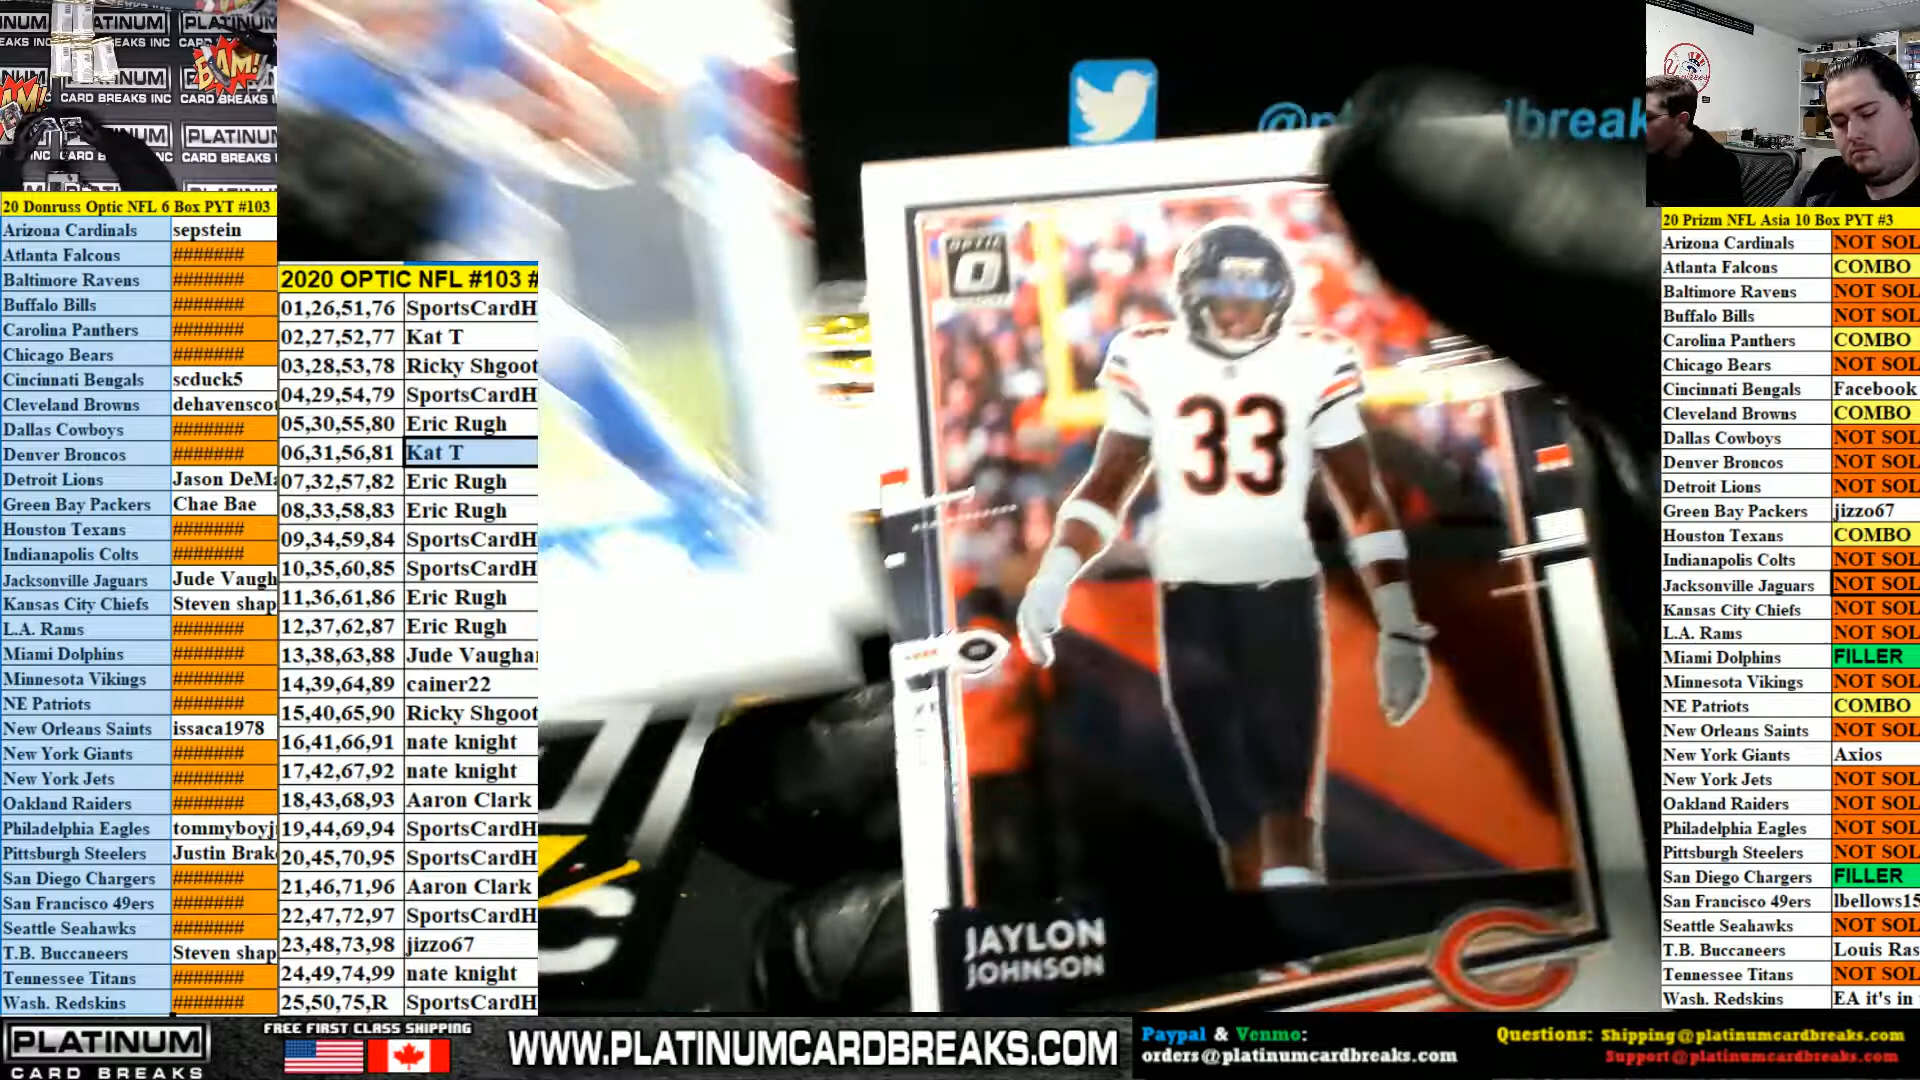 PLATINUM
CARD BREAKS INC
PLATINUM
CARD BREAKS INC
BAM!
@pl
dbreak
20 Donruss Optic NFL 6 Box PYT #103
Arizona Cardinals sepstein
Atlanta Falcons #######
Baltimore Ravens #######
Buffalo Bills #######
Carolina Panthers #######
Chicago Bears #######
Cincinnati Bengals scduck5
Cleveland Browns dehavenscot
Dallas Cowboys #######
Denver Broncos #######
Detroit Lions Jason DeMa
Green Bay Packers Chae Bae
Houston Texans #######
Indianapolis Colts #######
Jacksonville Jaguars Jude Vaugh
Kansas City Chiefs Steven shap
L.A. Rams #######
Miami Dolphins #######
Minnesota Vikings #######
NE Patriots #######
New Orleans Saints issaca1978
New York Giants #######
New York Jets #######
Oakland Raiders #######
Philadelphia Eagles tommyboyj
Pittsburgh Steelers Justin Brak
San Diego Chargers #######
San Francisco 49ers #######
Seattle Seahawks #######
T.B. Buccaneers Steven shap
Tennessee Titans #######
Wash. Redskins #######
2020 OPTIC NFL #103 #
01,26,51,76 SportsCardH
02,27,52,77 Kat T
03,28,53,78 Ricky Shgoot
04,29,54,79 SportsCardH
05,30,55,80 Eric Rugh
06,31,56,81 Kat T
07,32,57,82 Eric Rugh
08,33,58,83 Eric Rugh
09,34,59,84 SportsCardH
10,35,60,85 SportsCardH
11,36,61,86 Eric Rugh
12,37,62,87 Eric Rugh
13,38,63,88 Jude Vaughan
14,39,64,89 cainer22
15,40,65,90 Ricky Shgoot
16,41,66,91 nate knight
17,42,67,92 nate knight
18,43,68,93 Aaron Clark
19,44,69,94 SportsCardH
20,45,70,95 SportsCardH
21,46,71,96 Aaron Clark
22,47,72,97 SportsCardH
23,48,73,98 jizzo67
24,49,74,99 nate knight
25,50,75,R SportsCardH
OPTIC
33
JAYLON
JOHNSON
Yankees
20 Prizm NFL Asia 10 Box PYT #3
Arizona Cardinals NOT SOL
Atlanta Falcons COMBO
Baltimore Ravens NOT SOL
Buffalo Bills NOT SOL
Carolina Panthers COMBO
Chicago Bears NOT SOL
Cincinnati Bengals Facebook
Cleveland Browns COMBO
Dallas Cowboys NOT SOL
Denver Broncos NOT SOL
Detroit Lions NOT SOL
Green Bay Packers jizzo67
Houston Texans COMBO
Indianapolis Colts NOT SOL
Jacksonville Jaguars NOT SOL
Kansas City Chiefs NOT SOL
L.A. Rams NOT SOL
Miami Dolphins FILLER
Minnesota Vikings NOT SOL
NE Patriots COMBO
New Orleans Saints NOT SOL
New York Giants Axios
New York Jets NOT SOL
Oakland Raiders NOT SOL
Philadelphia Eagles NOT SOL
Pittsburgh Steelers NOT SOL
San Diego Chargers FILLER
San Francisco 49ers lbellows15
Seattle Seahawks NOT SOL
T.B. Buccaneers Louis Ras
Tennessee Titans NOT SOL
Wash. Redskins EA it's in
PLATINUM
CARD BREAKS
FREE FIRST CLASS SHIPPING
WWW.PLATINUMCARDBREAKS.COM
Paypal & Venmo:
orders@platinumcardbreaks.com
Questions: Shipping@platinumcardbreaks.com
Support@platinumcardbreaks.com